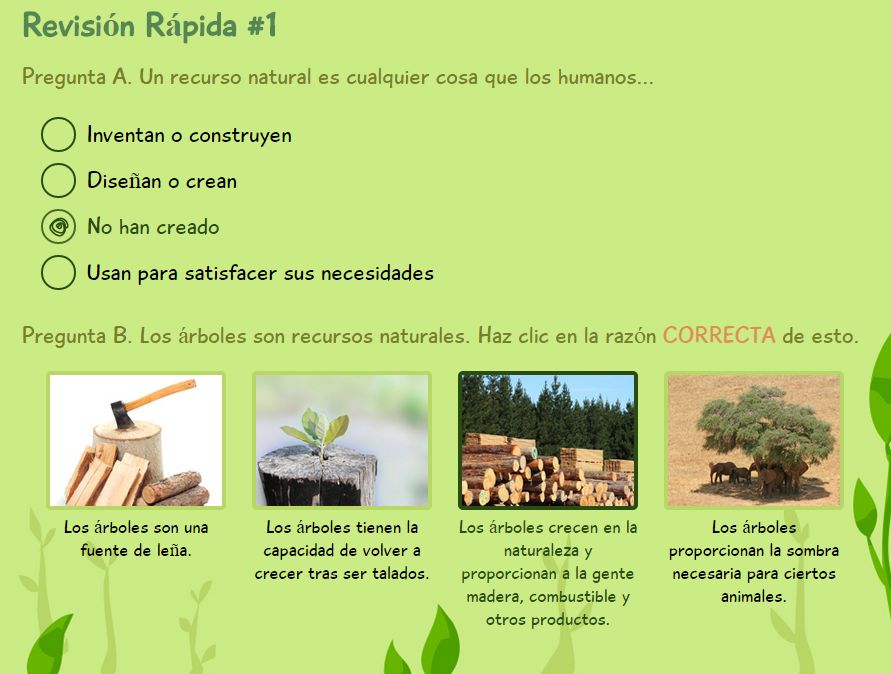 Revisión Rápida #1
Pregunta A. Un recurso natural es cualquier cosa que los humanos...
Inventan o construyen
Diseñan o crean
No han creado
Usan para satisfacer sus necesidades
Pregunta B. Los árboles son recursos naturales. Haz clic en la razón CORRECTA de esto.
Los árboles son una
fuente de leña.
Los árboles tienen la
capacidad de volver a
crecer tras ser talados.
Los árboles crecen en la
naturaleza y
proporcionan a la gente
madera, combustible y
otros productos.
Los árboles
proporcionan la sombra
necesaria para ciertos
animales.